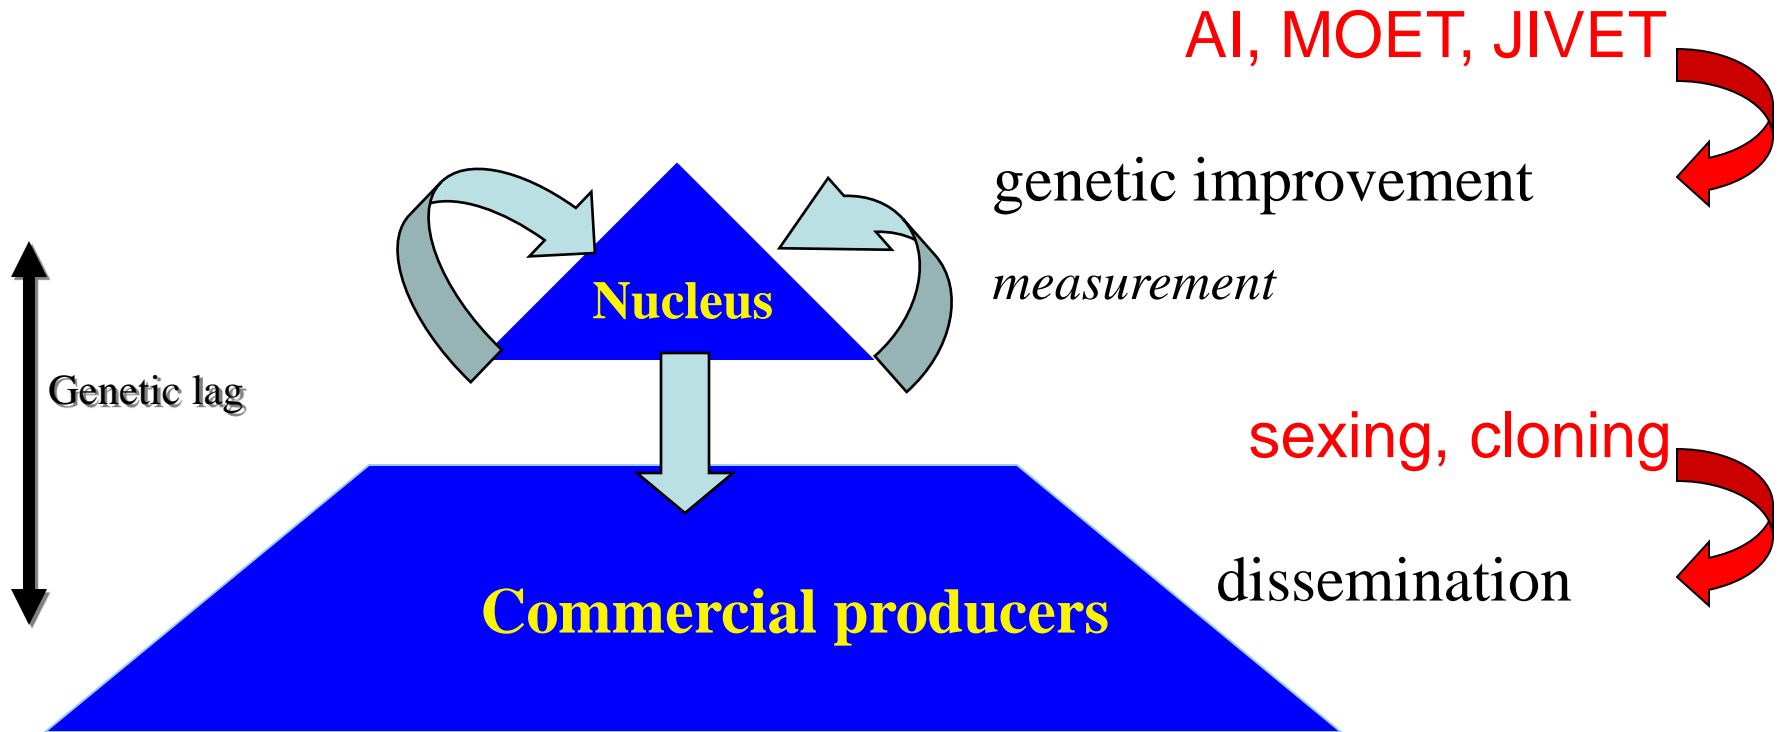 AI, MOET, JIVET
genetic improvement
Nucleus
measurement
Genetic lag
sexing, cloning
dissemination
Commercial producers